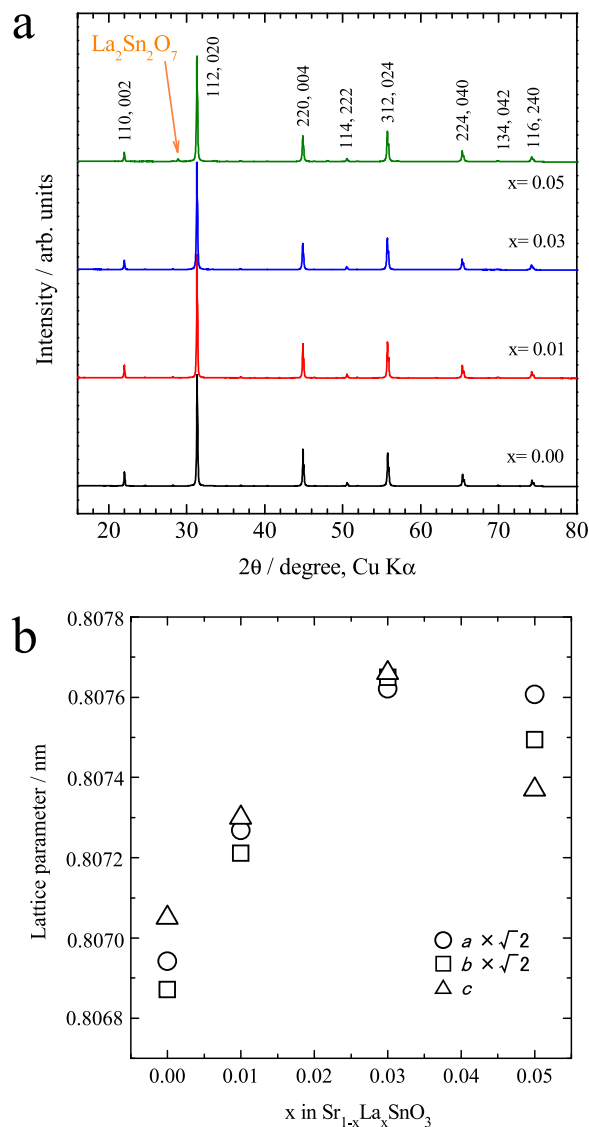 a
La₂Sn₂O₇
110, 002
112, 020
220, 004
114, 222
312, 024
224, 040
134, 042
116, 240
x= 0.05
x= 0.03
x= 0.01
x= 0.00
Intensity / arb. units
20 30 40 50 60 70 80
2θ / degree, Cu Kα
b
0.8078
0.8076
0.8074
0.8072
0.8070
0.8068
Lattice parameter / nm
a × √2
b × √2
c
0.00 0.01 0.02 0.03 0.04 0.05
x in Sr₁₋ₓLaₓSnO₃